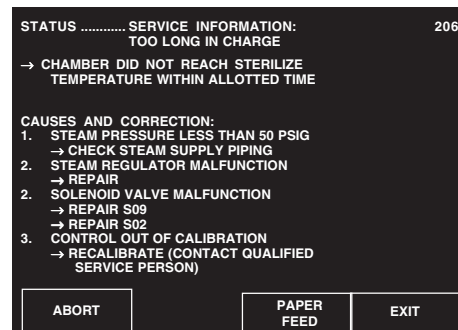 STATUS ............ SERVICE INFORMATION: 206
TOO LONG IN CHARGE
→ CHAMBER DID NOT REACH STERILIZE
TEMPERATURE WITHIN ALLOTTED TIME
CAUSES AND CORRECTION:
1. STEAM PRESSURE LESS THAN 50 PSIG
→ CHECK STEAM SUPPLY PIPING
2. STEAM REGULATOR MALFUNCTION
→ REPAIR
2. SOLENOID VALVE MALFUNCTION
→ REPAIR S09
→ REPAIR S02
3. CONTROL OUT OF CALIBRATION
→ RECALIBRATE (CONTACT QUALIFIED
SERVICE PERSON)
ABORT
PAPER
FEED
EXIT